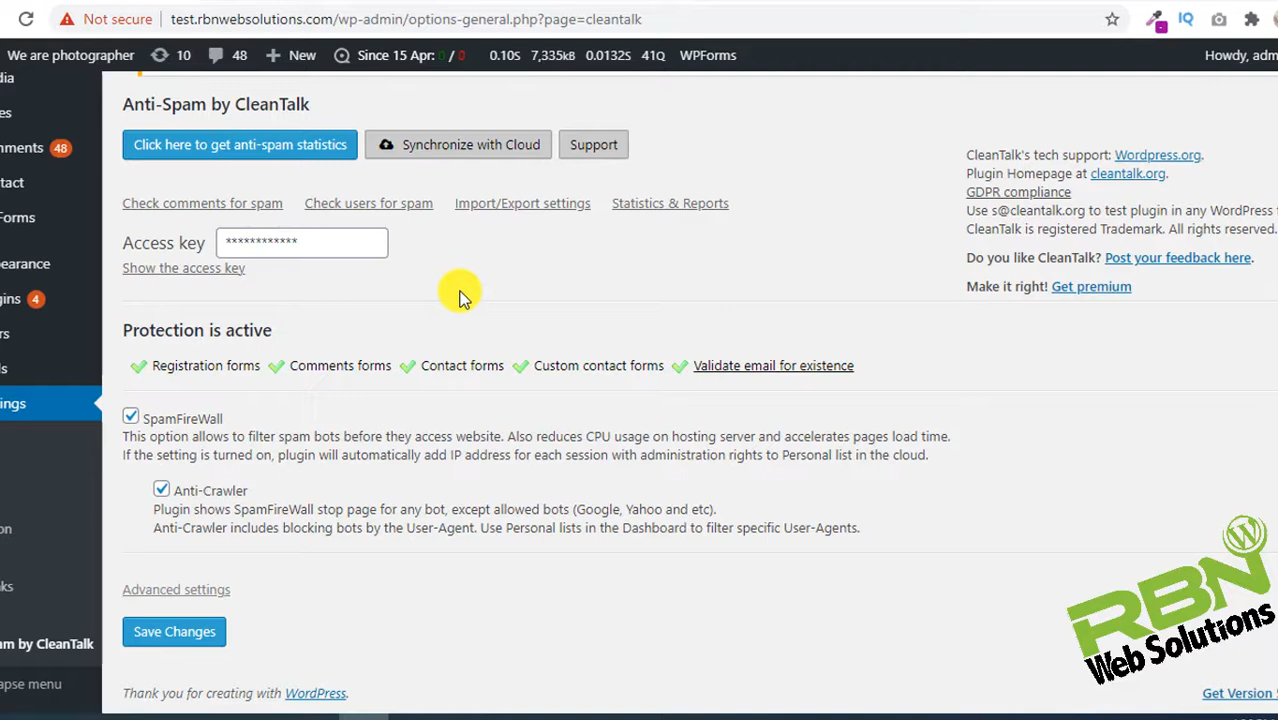 Not secure test.rbnwebsolutions.com/wp-admin/options-general.php?page=cleantalk
We are photographer 10 48 New Since 15 Apr: 0 / 0 0.10S 7,335KB 0.0132S 41Q WPForms Howdy, adm
dia
es
mments 48
tact
Forms
pearance
gins 4
rs
ls
ings
on
ks
am by CleanTalk
apse menu
Anti-Spam by CleanTalk
Click here to get anti-spam statistics Synchronize with Cloud Support
Check comments for spam Check users for spam Import/Export settings Statistics & Reports
Access key ************
Show the access key
CleanTalk's tech support: Wordpress.org.
Plugin Homepage at cleantalk.org.
GDPR compliance
Use s@cleantalk.org to test plugin in any WordPress
CleanTalk is registered Trademark. All rights reserved.
Do you like CleanTalk? Post your feedback here.
Make it right! Get premium
Protection is active
Registration forms Comments forms Contact forms Custom contact forms Validate email for existence
SpamFireWall
This option allows to filter spam bots before they access website. Also reduces CPU usage on hosting server and accelerates pages load time.
If the setting is turned on, plugin will automatically add IP address for each session with administration rights to Personal list in the cloud.
Anti-Crawler
Plugin shows SpamFireWall stop page for any bot, except allowed bots (Google, Yahoo and etc).
Anti-Crawler includes blocking bots by the User-Agent. Use Personal lists in the Dashboard to filter specific User-Agents.
Advanced settings
Save Changes
Thank you for creating with WordPress.
Get Version
RBN
Web Solutions